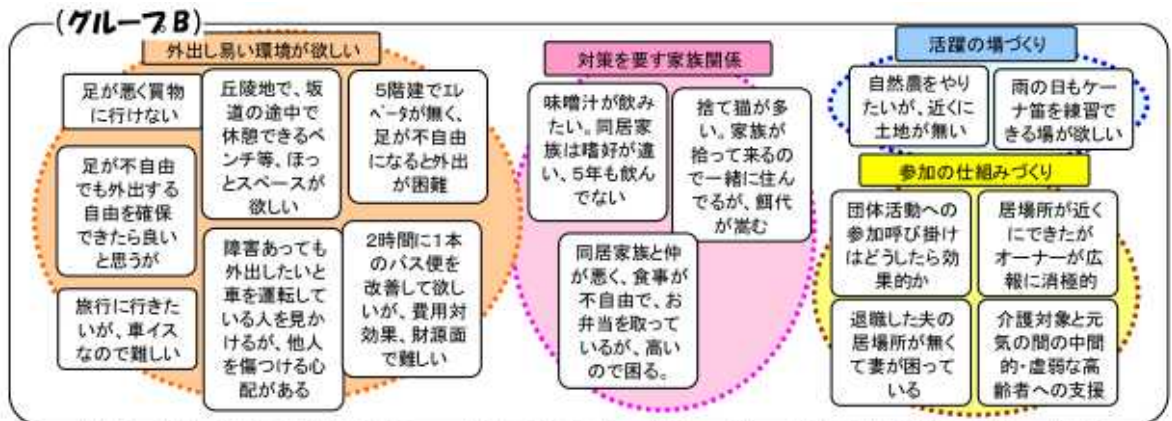 (グループB)
外出し易い環境が欲しい
足が悪く買物
に行けない
丘陵地で、坂
道の途中で
休憩できるベ
ンチ等、ほっ
とスペースが
欲しい
5階建でエレ
ベータが無く、
足が不自由
になると外出
が困難
足が不自由
でも外出する
自由を確保
できたら良い
と思うが
障害あっても
外出したいと
車を運転して
いる人を見か
けるが、他人
を傷つける心
配がある
2時間に1本
のバス便を
改善して欲し
いが、費用対
効果、財源面
で難しい
旅行に行きた
いが、車イス
なので難しい
対策を要す家族関係
味噌汁が飲み
たい。同居家
族は嗜好が違
い、5年も飲ん
でない
捨て猫が多
い。家族が
拾って来るの
で一緒に住ん
でるが、餌代
が嵩む
同居家族と仲
が悪く、食事が
不自由で、お
弁当を取って
いるが、高い
ので困る。
活躍の場づくり
自然農をやり
たいが、近くに
土地が無い
雨の日もケー
ナ笛を練習で
きる場が欲しい
参加の仕組みづくり
団体活動への
参加呼び掛け
はどうしたら効
果的か
居場所が近く
にできたが
オーナーが広
報に消極的
退職した夫の
居場所が無く
て妻が困って
いる
介護対象と元
気の間の中間
的・虚弱な高
齢者への支援